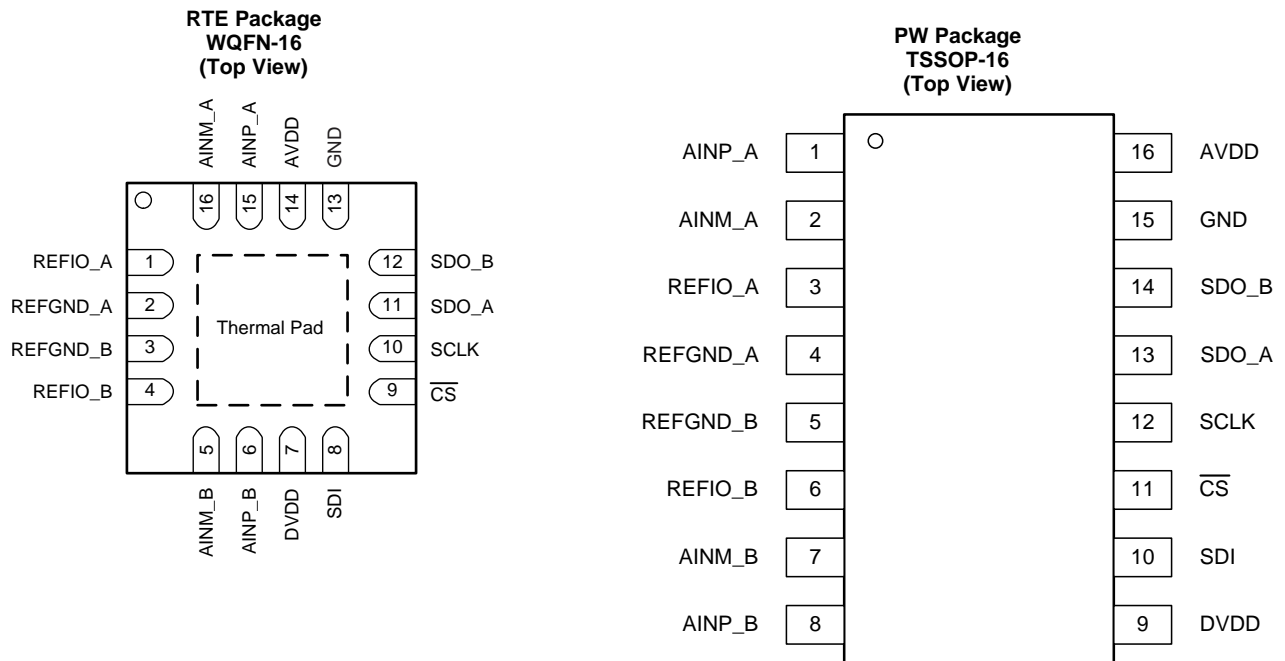 RTE Package
WQFN-16
(Top View)
AINM_A
AINP_A
AVDD
GND
16
15
14
13
REFIO_A 1
REFGND_A 2
REFGND_B 3
REFIO_B 4
Thermal Pad
12 SDO_B
11 SDO_A
10 SCLK
9 CS
5
6
7
8
AINM_B
AINP_B
DVDD
SDI
PW Package
TSSOP-16
(Top View)
AINP_A 1
AINM_A 2
REFIO_A 3
REFGND_A 4
REFGND_B 5
REFIO_B 6
AINM_B 7
AINP_B 8
16 AVDD
15 GND
14 SDO_B
13 SDO_A
12 SCLK
11 CS
10 SDI
9 DVDD